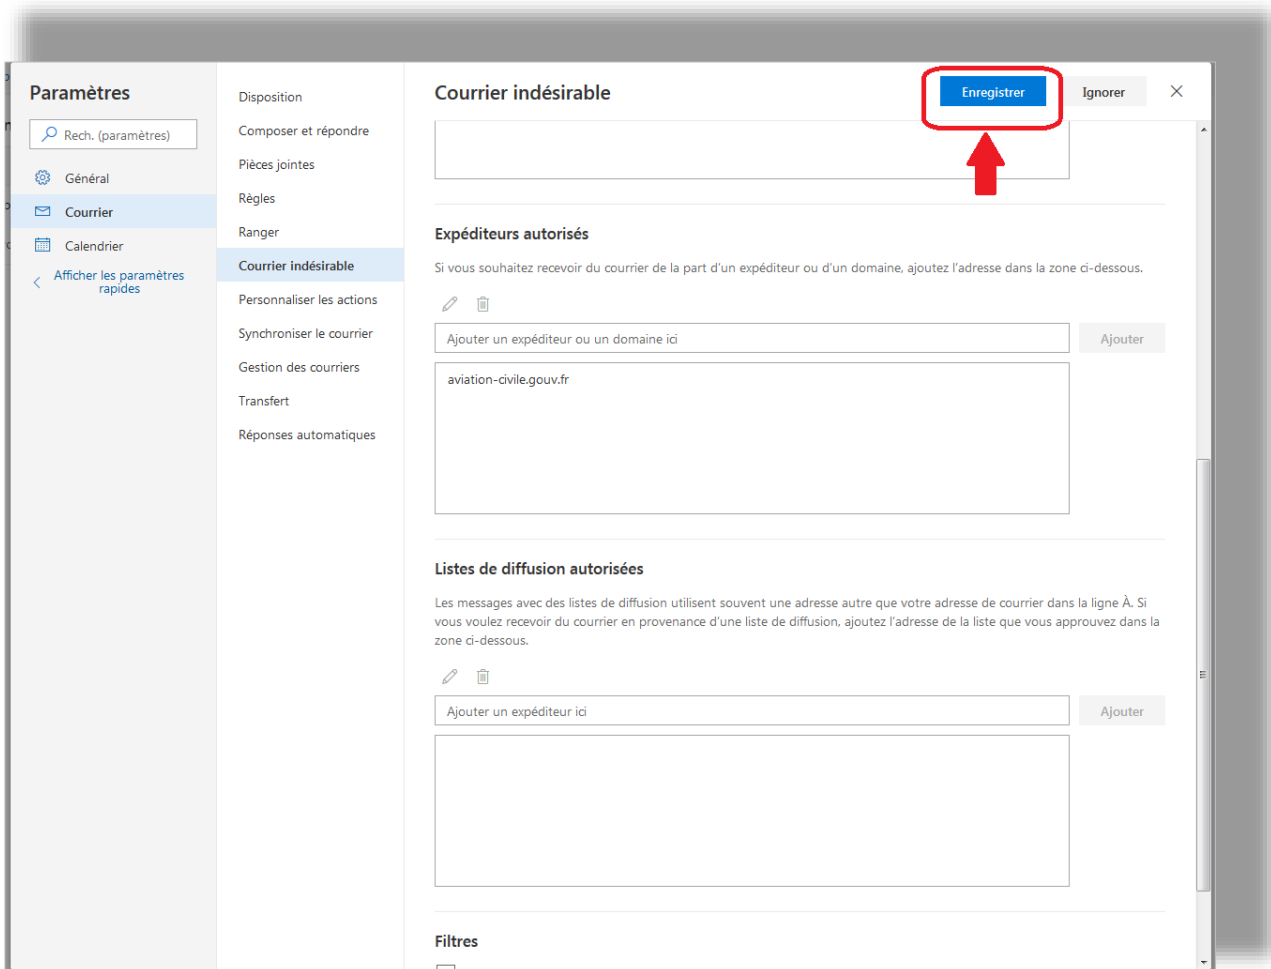 Paramètres
Rech. (paramètres)
Général
Courrier
Calendrier
Afficher les paramètres
rapides
Disposition
Composer et répondre
Pièces jointes
Règles
Ranger
Courrier indésirable
Personnaliser les actions
Synchroniser le courrier
Gestion des courriers
Transfert
Réponses automatiques
Courrier indésirable
Enregistrer
Ignorer
Expéditeurs autorisés
Si vous souhaitez recevoir du courrier de la part d'un expéditeur ou d'un domaine, ajoutez l'adresse dans la zone ci-dessous.
Ajouter un expéditeur ou un domaine ici
Ajouter
aviation-civile.gouv.fr
Listes de diffusion autorisées
Les messages avec des listes de diffusion utilisent souvent une adresse autre que votre adresse de courrier dans la ligne À. Si
vous voulez recevoir du courrier en provenance d'une liste de diffusion, ajoutez l'adresse de la liste que vous approuvez dans la
zone ci-dessous.
Ajouter un expéditeur ici
Ajouter
Filtres